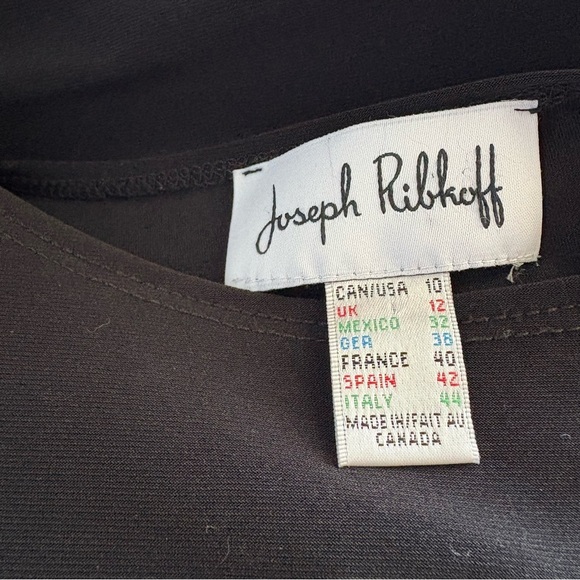 Joseph Ribkoff
CAN/USA 10
UK 12
MEXICO 32
GER 38
FRANCE 40
SPAIN 42
ITALY 44
MADE IN/FAIT AU
CANADA